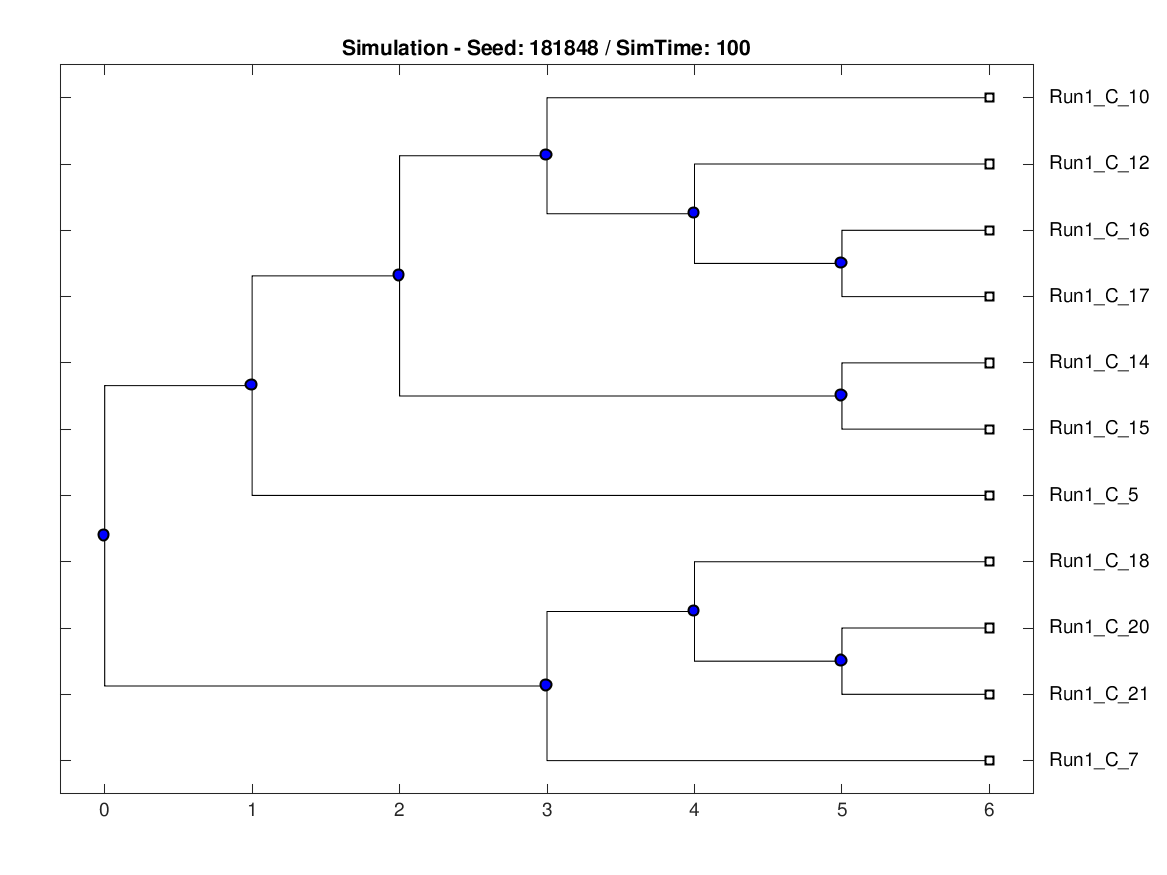 Simulation - Seed: 181848 / SimTime: 100
Run1_C_10
Run1_C_12
Run1_C_16
Run1_C_17
Run1_C_14
Run1_C_15
Run1_C_5
Run1_C_18
Run1_C_20
Run1_C_21
Run1_C_7
0 1 2 3 4 5 6